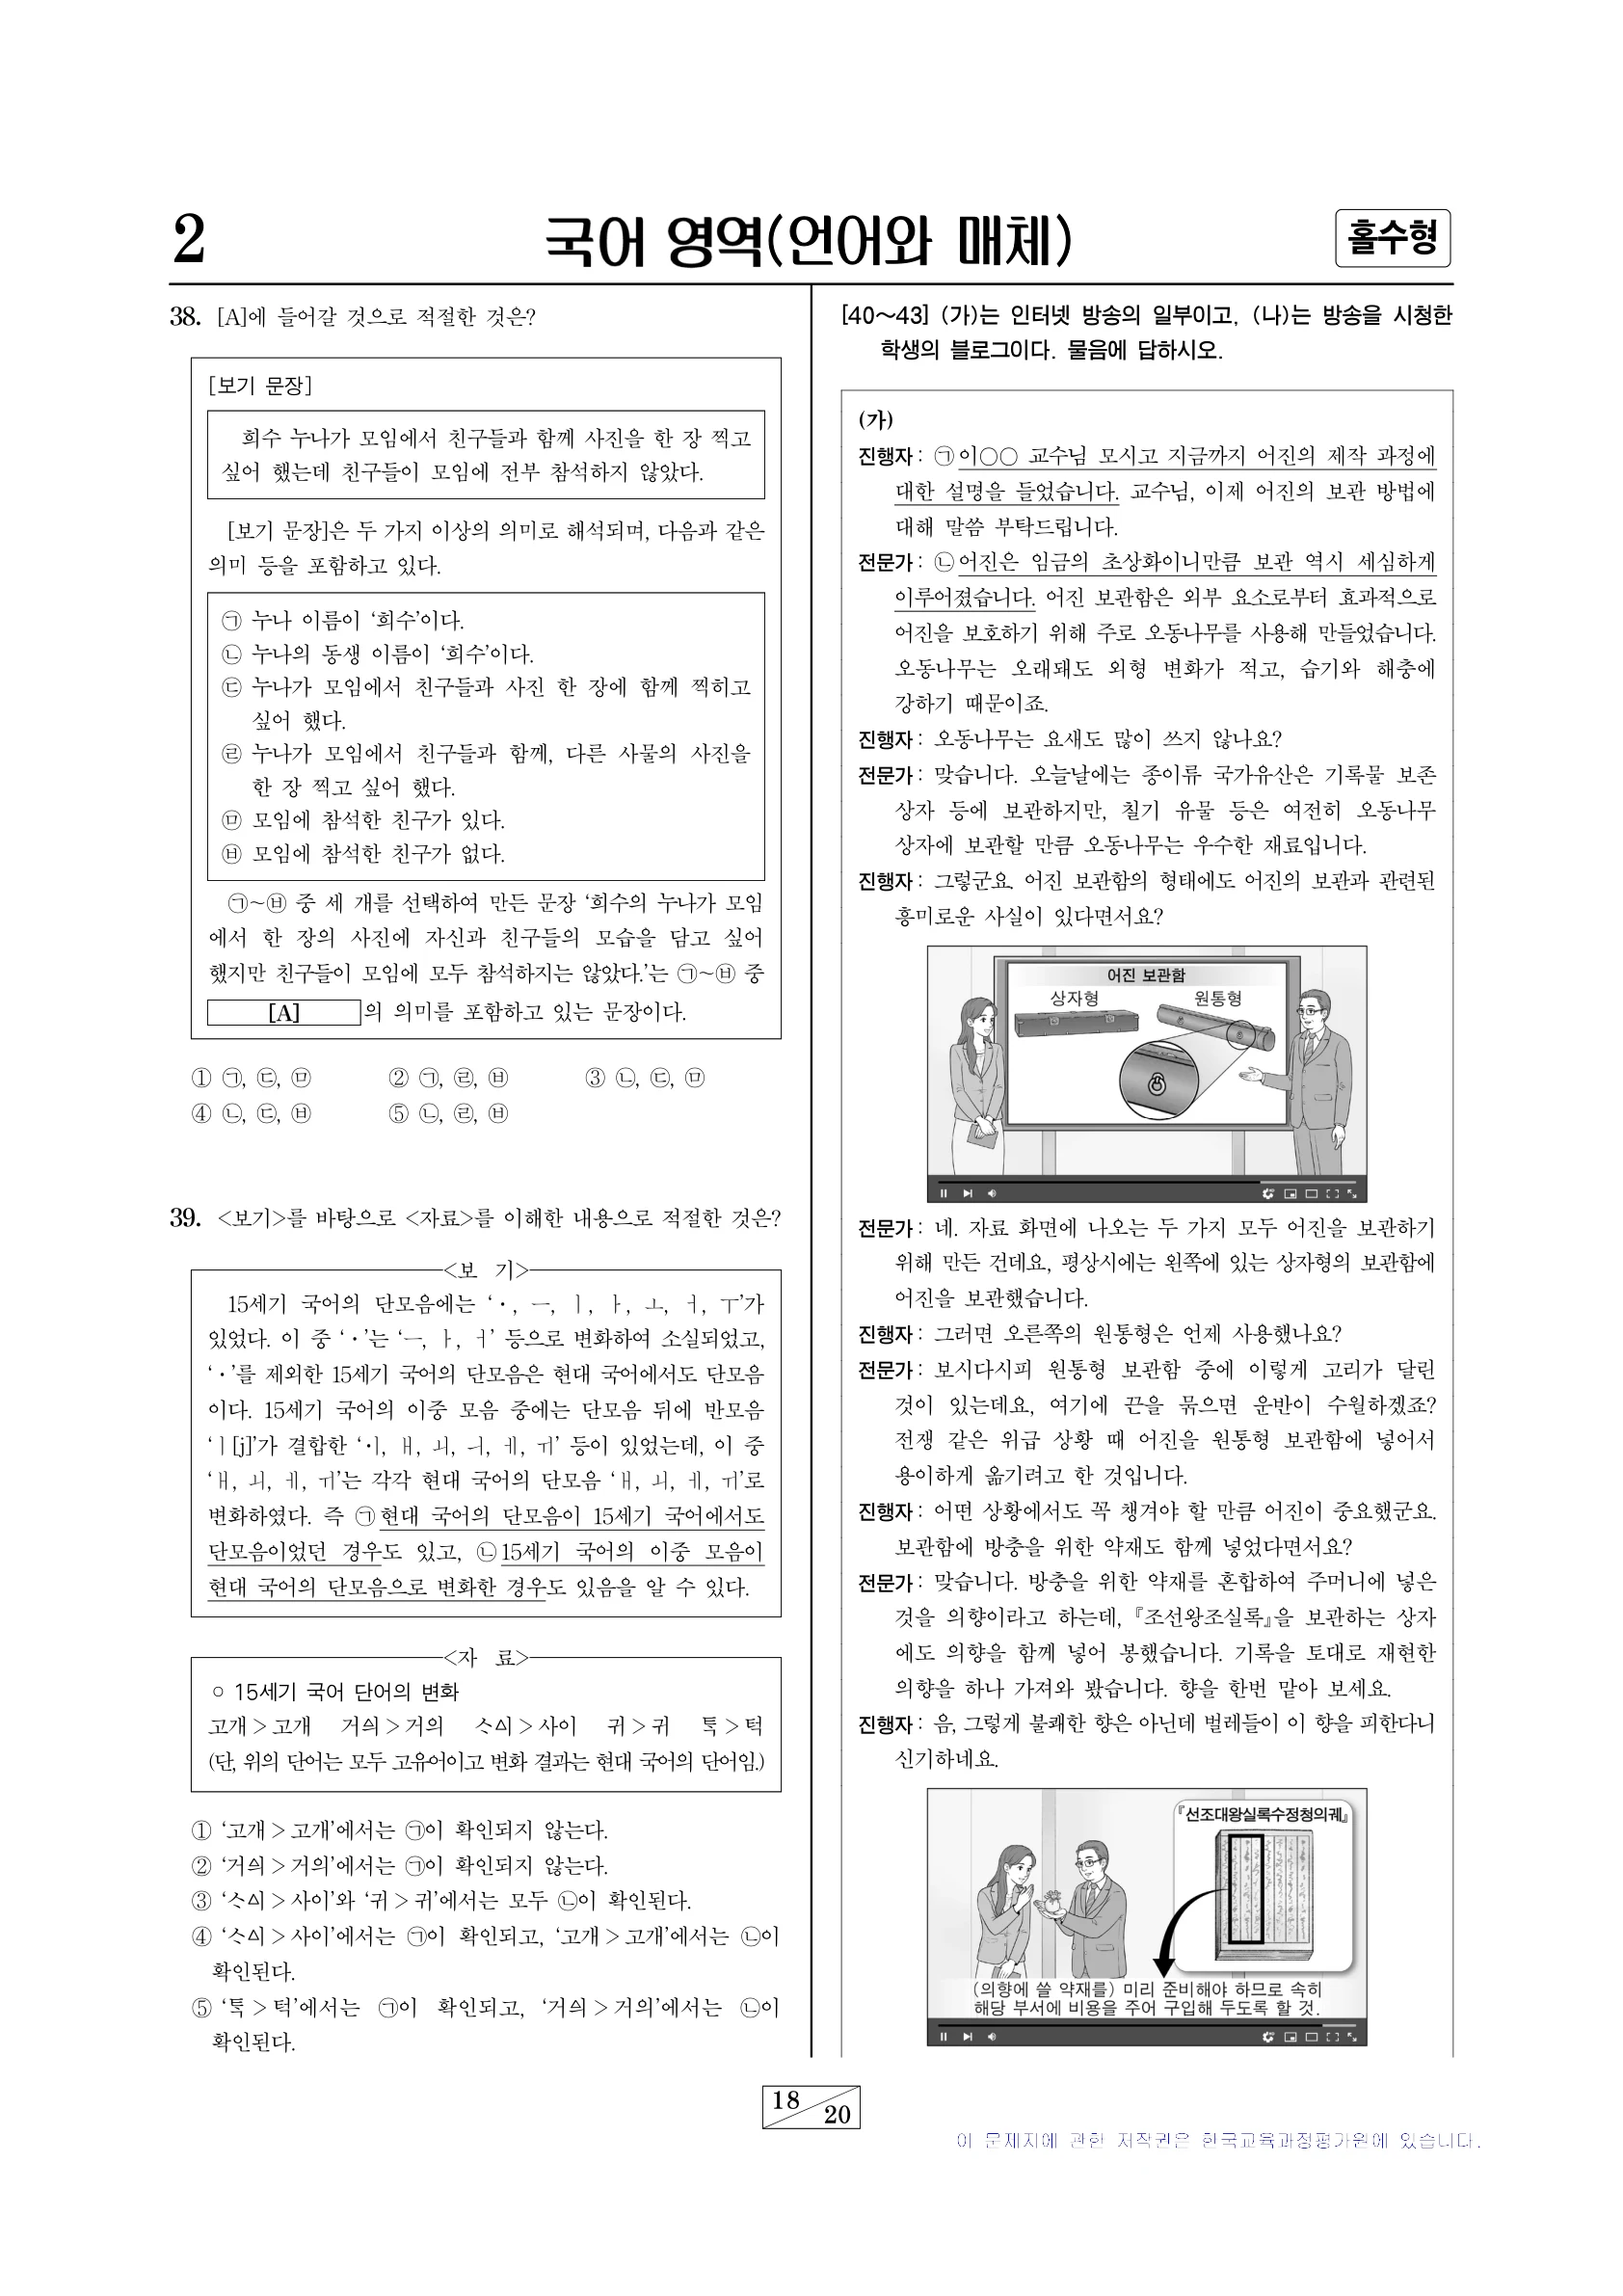 2
국어 영역(언어와 매체)
홀수형
38. [A]에 들어갈 것으로 적절한 것은?
[보기 문장]
희수 누나가 모임에서 친구들과 함께 사진을 한 장 찍고
싶어 했는데 친구들이 모임에 전부 참석하지 않았다.
[보기 문장]은 두 가지 이상의 의미로 해석되며, 다음과 같은
의미 등을 포함하고 있다.
㉠ 누나 이름이 ‘희수’이다.
㉡ 누나의 동생 이름이 ‘희수’이다.
㉢ 누나가 모임에서 친구들과 사진 한 장에 함께 찍히고
싶어 했다.
㉣ 누나가 모임에서 친구들과 함께, 다른 사물의 사진을
한 장 찍고 싶어 했다.
㉤ 모임에 참석한 친구가 있다.
㉥ 모임에 참석한 친구가 없다.
㉠~㉥ 중 세 개를 선택하여 만든 문장 ‘희수의 누나가 모임
에서 한 장의 사진에 자신과 친구들의 모습을 담고 싶어
했지만 친구들이 모임에 모두 참석하지는 않았다.’는 ㉠~㉥ 중
[A] 의 의미를 포함하고 있는 문장이다.
① ㉠, ㉢, ㉤ ② ㉠, ㉣, ㉥ ③ ㉡, ㉢, ㉤
④ ㉡, ㉢, ㉥ ⑤ ㉡, ㉣, ㉥
39. <보기>를 바탕으로 <자료>를 이해한 내용으로 적절한 것은?
<보 기>
15세기 국어의 단모음에는 ‘ㆍ, ㅡ, ㅣ, ㅏ, ㅗ, ㅓ, ㅜ’가
있었다. 이 중 ‘ㆍ’는 ‘ㅡ, ㅏ, ㅓ’ 등으로 변화하여 소실되었고,
‘ㆍ’를 제외한 15세기 국어의 단모음은 현대 국어에서도 단모음
이다. 15세기 국어의 이중 모음 중에는 단모음 뒤에 반모음
‘ㅣ[j]’가 결합한 ‘ㆎ, ㅐ, ㅚ, ㅢ, ㅔ, ㅟ’ 등이 있었는데, 이 중
‘ㅐ, ㅚ, ㅔ, ㅟ’는 각각 현대 국어의 단모음 ‘ㅐ, ㅚ, ㅔ, ㅟ’로
변화하였다. 즉 ㉠현대 국어의 단모음이 15세기 국어에서도
단모음이었던 경우도 있고, ㉡15세기 국어의 이중 모음이
현대 국어의 단모음으로 변화한 경우도 있음을 알 수 있다.
<자 료>
○ 15세기 국어 단어의 변화
고개 > 고개 거싀 > 거의 ᄉᆞᅀᅵ > 사이 귀 > 귀 ᄐᆞᆨ > 턱
(단, 위의 단어는 모두 고유어이고 변화 결과는 현대 국어의 단어임.)
① ‘고개 > 고개’에서는 ㉠이 확인되지 않는다.
② ‘거싀 > 거의’에서는 ㉠이 확인되지 않는다.
③ ‘ᄉᆞᅀᅵ > 사이’와 ‘귀 > 귀’에서는 모두 ㉡이 확인된다.
④ ‘ᄉᆞᅀᅵ > 사이’에서는 ㉠이 확인되고, ‘고개 > 고개’에서는 ㉡이
확인된다.
⑤ ‘ᄐᆞᆨ > 턱’에서는 ㉠이 확인되고, ‘거싀 > 거의’에서는 ㉡이
확인된다.
[40～43] (가)는 인터넷 방송의 일부이고, (나)는 방송을 시청한
학생의 블로그이다. 물음에 답하시오.
(가)
진행자 : ㉠이○○ 교수님 모시고 지금까지 어진의 제작 과정에
대한 설명을 들었습니다. 교수님, 이제 어진의 보관 방법에
대해 말씀 부탁드립니다.
전문가 : ㉡어진은 임금의 초상화이니만큼 보관 역시 세심하게
이루어졌습니다. 어진 보관함은 외부 요소로부터 효과적으로
어진을 보호하기 위해 주로 오동나무를 사용해 만들었습니다.
오동나무는 오래돼도 외형 변화가 적고, 습기와 해충에
강하기 때문이죠.
진행자 : 오동나무는 요새도 많이 쓰지 않나요?
전문가 : 맞습니다. 오늘날에는 종이류 국가유산은 기록물 보존
상자 등에 보관하지만, 칠기 유물 등은 여전히 오동나무
상자에 보관할 만큼 오동나무는 우수한 재료입니다.
진행자 : 그렇군요. 어진 보관함의 형태에도 어진의 보관과 관련된
흥미로운 사실이 있다면서요?
어진 보관함
상자형 원통형
전문가 : 네. 자료 화면에 나오는 두 가지 모두 어진을 보관하기
위해 만든 건데요, 평상시에는 왼쪽에 있는 상자형의 보관함에
어진을 보관했습니다.
진행자 : 그러면 오른쪽의 원통형은 언제 사용했나요?
전문가 : 보시다시피 원통형 보관함 중에 이렇게 고리가 달린
것이 있는데요, 여기에 끈을 묶으면 운반이 수월하겠죠?
전쟁 같은 위급 상황 때 어진을 원통형 보관함에 넣어서
용이하게 옮기려고 한 것입니다.
진행자 : 어떤 상황에서도 꼭 챙겨야 할 만큼 어진이 중요했군요.
보관함에 방충을 위한 약재도 함께 넣었다면서요?
전문가 : 맞습니다. 방충을 위한 약재를 혼합하여 주머니에 넣은
것을 의향이라고 하는데, 『조선왕조실록』을 보관하는 상자
에도 의향을 함께 넣어 봉했습니다. 기록을 토대로 재현한
의향을 하나 가져와 봤습니다. 향을 한번 맡아 보세요.
진행자 : 음, 그렇게 불쾌한 향은 아닌데 벌레들이 이 향을 피한다니
신기하네요.
『선조대왕실록수정청의궤』
(의향에 쓸 약재를) 미리 준비해야 하므로 속히
해당 부서에 비용을 주어 구입해 두도록 할 것.
18
20
이 문제지에 관한 저작권은 한국교육과정평가원에 있습니다.